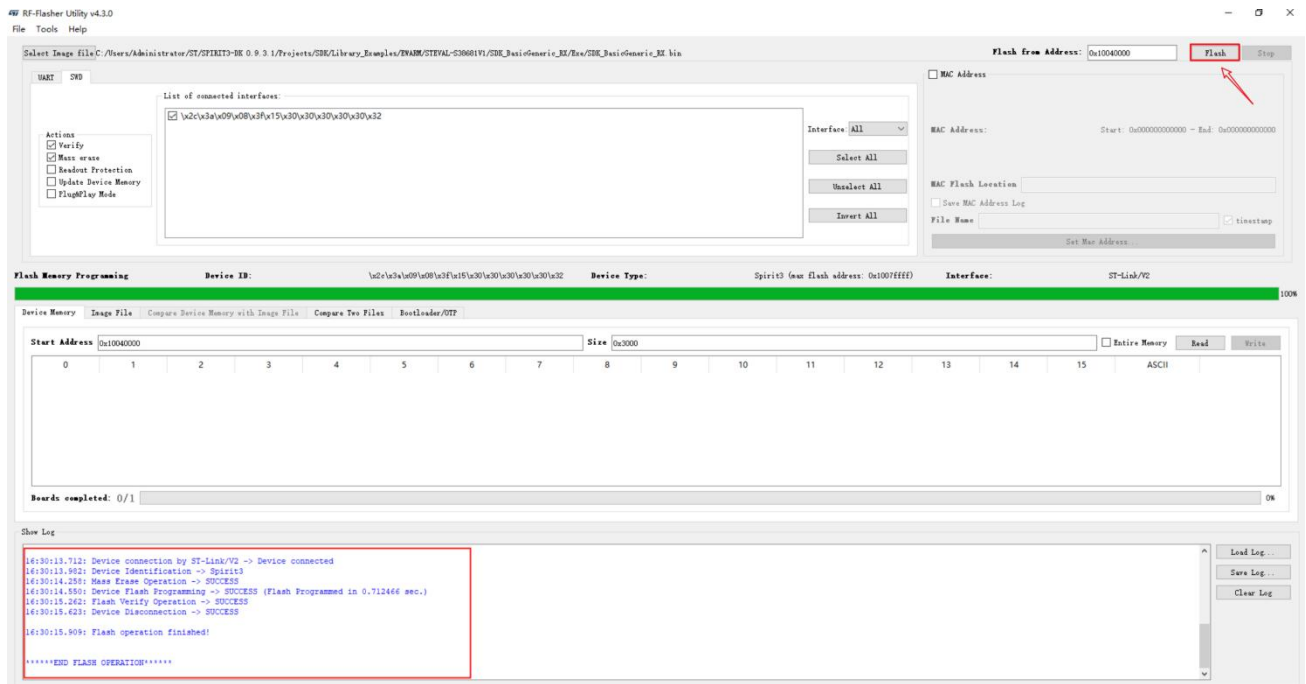 RF-Flasher Utility v4.3.0
File Tools Help
Select Image file C:/Users/Administrator/ST/SPIRIT3-DK 0.9.3.1/Projects/SDK/Library_Examples/EWARM/STEVAL-S38681V1/SDK_BasicGeneric_RX/Exe/SDK_BasicGeneric_RX.bin
Flash from Address: 0x10040000 Flash Stop
UART SWD
MAC Address
List of connected interfaces:
\x2c\x3a\x09\x08\x3f\x15\x30\x30\x30\x30\x30\x32
Interface: All
Actions
Verify
Mass erase
Readout Protection
Update Device Memory
Plug&Play Mode
Select All
Unselect All
Invert All
MAC Address: Start: 0x000000000000 - End: 0x000000000000
MAC Flash Location
Save MAC Address Log
File Name timestamp
Set Mac Address...
Flash Memory Programming Device ID: \x2c\x3a\x09\x08\x3f\x15\x30\x30\x30\x30\x30\x32 Device Type: Spirit3 (max flash address: 0x1007ffff) Interface: ST-Link/V2
100%
Device Memory Image File Compare Device Memory with Image File Compare Two Files Bootloader/OTP
Start Address 0x10040000 Size 0x3000 Entire Memory Read Write
0 1 2 3 4 5 6 7 8 9 10 11 12 13 14 15 ASCII
Boards completed: 0/1 0%
Show Log
16:30:13.712: Device connection by ST-Link/V2 -> Device connected
16:30:13.982: Device Identification -> Spirit3
16:30:14.258: Mass Erase Operation -> SUCCESS
16:30:14.550: Device Flash Programming -> SUCCESS (Flash Programmed in 0.712466 sec.)
16:30:15.262: Flash Verify Operation -> SUCCESS
16:30:15.623: Device Disconnection -> SUCCESS
16:30:15.909: Flash operation finished!
******END FLASH OPERATION******
Load Log...
Save Log...
Clear Log